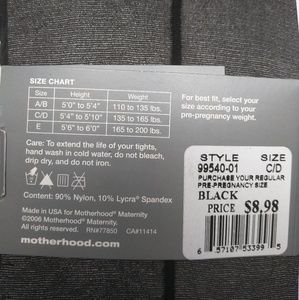 SIZE CHART
Size Height Weight
A/B 5'0" to 5'4" 110 to 135 lbs.
C/D 5'4" to 5'10" 135 to 165 lbs.
E 5'6" to 6'0" 165 to 200 lbs.
For best fit, select your
size according to your
pre-pregnancy weight.
Care: To extend the life of your tights,
hand wash in cold water, do not bleach,
drip dry, and do not iron.
Content: 90% Nylon, 10% Lycra® Spandex
Made in USA for Motherhood® Maternity
©2006 Motherhood® Maternity
All rights reserved. RN#77850 CA#11414
motherhood.com
STYLE SIZE
99540-01 C/D
PURCHASE YOUR REGULAR
PRE-PREGNANCY SIZE
BLACK
PRICE $8.98
6 57107 53399 5